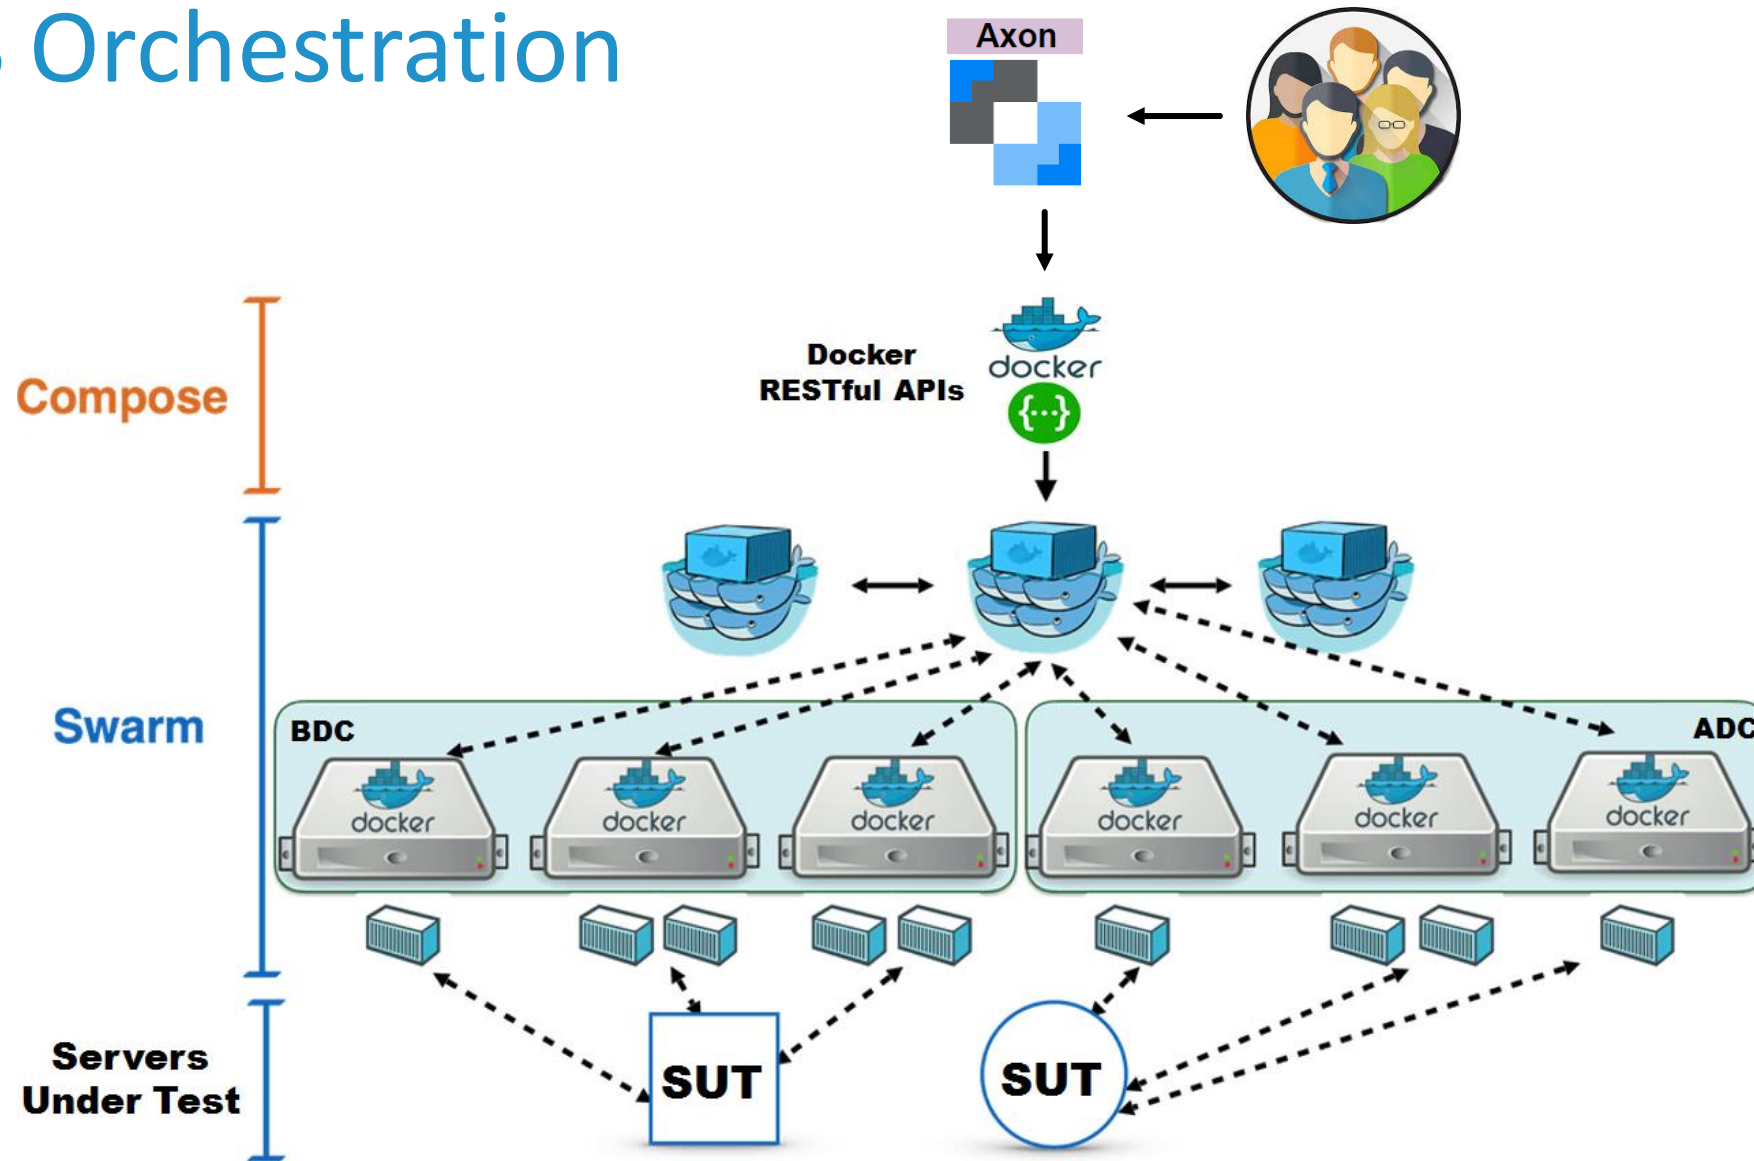 Orchestration
Axon
docker
Docker
RESTful APIs
{...}
Compose
Swarm
BDC
ADC
docker
docker
docker
docker
docker
docker
Servers
Under Test
SUT
SUT